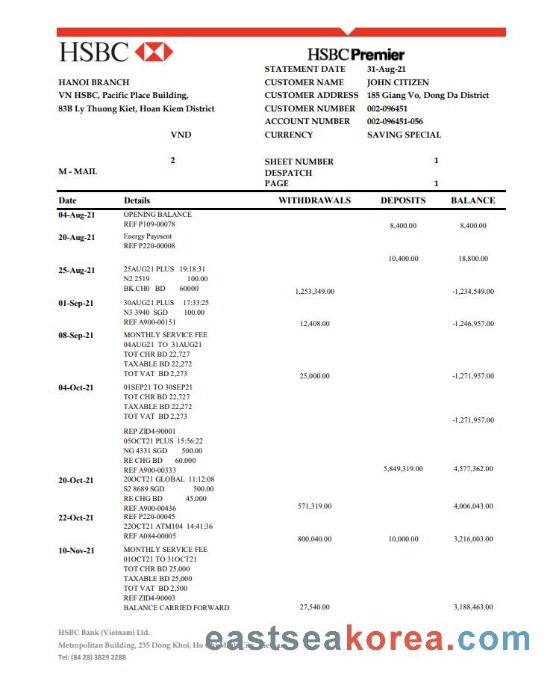 HSBC
HSBC Premier
STATEMENT DATE 31-Aug-21
HANOI BRANCH CUSTOMER NAME JOHN CITIZEN
VN HSBC, Pacific Place Building, CUSTOMER ADDRESS 185 Giang Vo, Dong Da District
83B Ly Thuong Kiet, Hoan Kiem District CUSTOMER NUMBER 002-096451
ACCOUNT NUMBER 002-096451-056
VND CURRENCY SAVING SPECIAL
2 SHEET NUMBER 1
M - MAIL DESPATCH
PAGE 1
Date Details WITHDRAWALS DEPOSITS BALANCE
04-Aug-21 OPENING BALANCE
REF P109-00078 8,400.00 8,400.00
20-Aug-21 Energy Payment
REF P220-00008
10,400.00 18,800.00
25-Aug-21 25AUG21 PLUS 19:18:31
N2 2519 100.00
BK CH0 BD 60000 1,253,349.00 -1,234,549.00
01-Sep-21 30AUG21 PLUS 17:33:25
N3 3940 SGD 100.00
REF A900-00151 12,408.00 -1,246,957.00
08-Sep-21 MONTHLY SERVICE FEE
04AUG21 TO 31AUG21
TOT CHR BD 22,727
TAXABLE BD 22,272
TOT VAT BD 2,273 25,000.00 -1,271,957.00
04-Oct-21 01SEP21 TO 30SEP21
TOT CHR BD 22,727
TAXABLE BD 22,272
TOT VAT BD 2,273 -1,271,957.00
REP ZID4-90001
05OCT21 PLUS 15:56:22
NG 4331 SGD 500.00
RE CHG BD 60.000
REF A900-00333 5,849,319.00 4,577,362.00
20-Oct-21 20OCT21 GLOBAL 11:12:08
S2 8689 SGD 500.00
RE CHG BD 45.000
REF A900-00436 571,319.00 4,006,043.00
22-Oct-21 REF P220-00045
22OCT21 ATM104 14:41:36
REF A084-00005 800,040.00 10,000.00 3,216,003.00
10-Nov-21 MONTHLY SERVICE FEE
01OCT21 TO 31OCT21
TOT CHR BD 25,000
TAXABLE BD 25,000
TOT VAT BD 2,500
REF ZID4-90003
BALANCE CARRIED FORWARD 27,540.00 3,188,463.00
HSBC Bank (Vietnam) Ltd.
Metropolitan Building, 235 Dong Khoi, Ho
Tel: (84 28) 3829 2288
eastseakorea.com